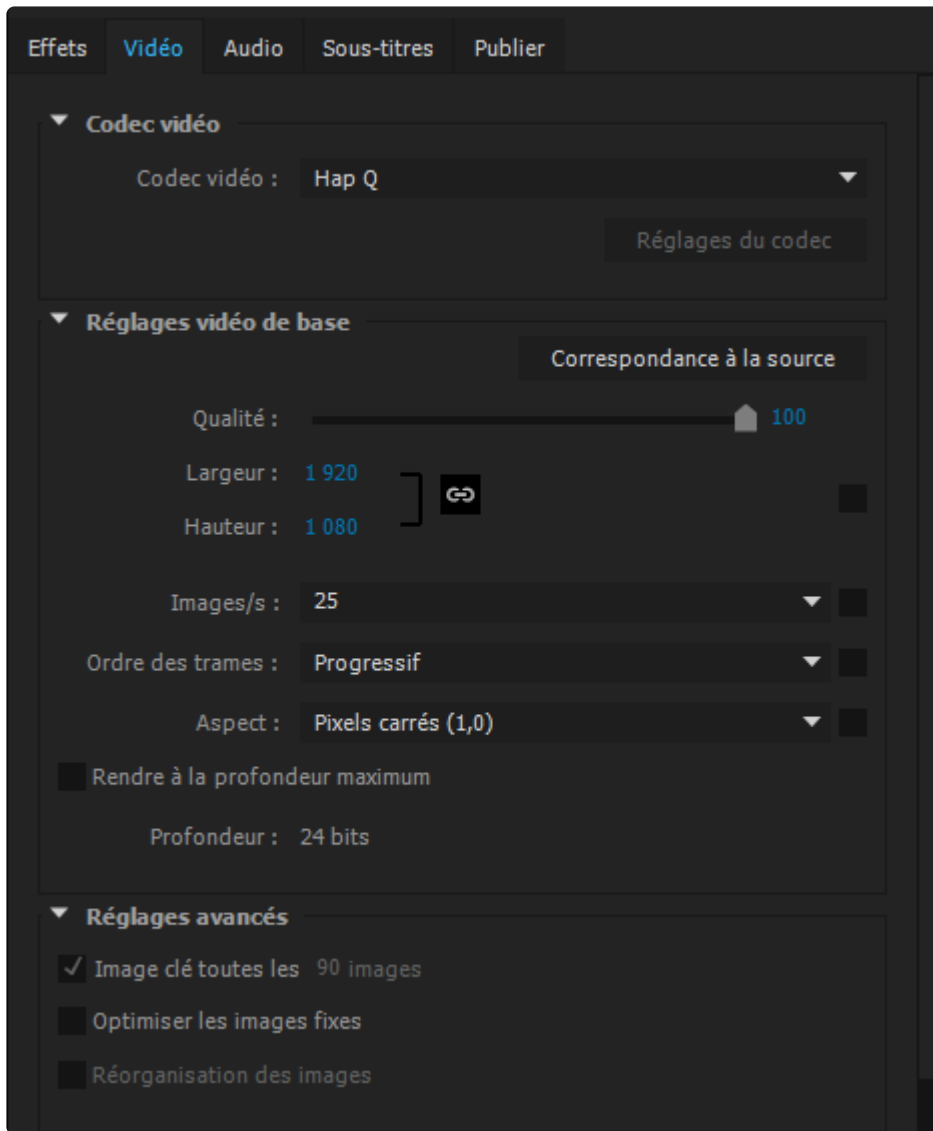 Effets Vidéo Audio Sous-titres Publier
Codec vidéo
Codec vidéo : Hap Q
Réglages du codec
Réglages vidéo de base
Correspondance à la source
Qualité : 100
Largeur : 1 920
Hauteur : 1 080
Images/s : 25
Ordre des trames : Progressif
Aspect : Pixels carrés (1,0)
Rendre à la profondeur maximum
Profondeur : 24 bits
Réglages avancés
Image clé toutes les 90 images
Optimiser les images fixes
Réorganisation des images